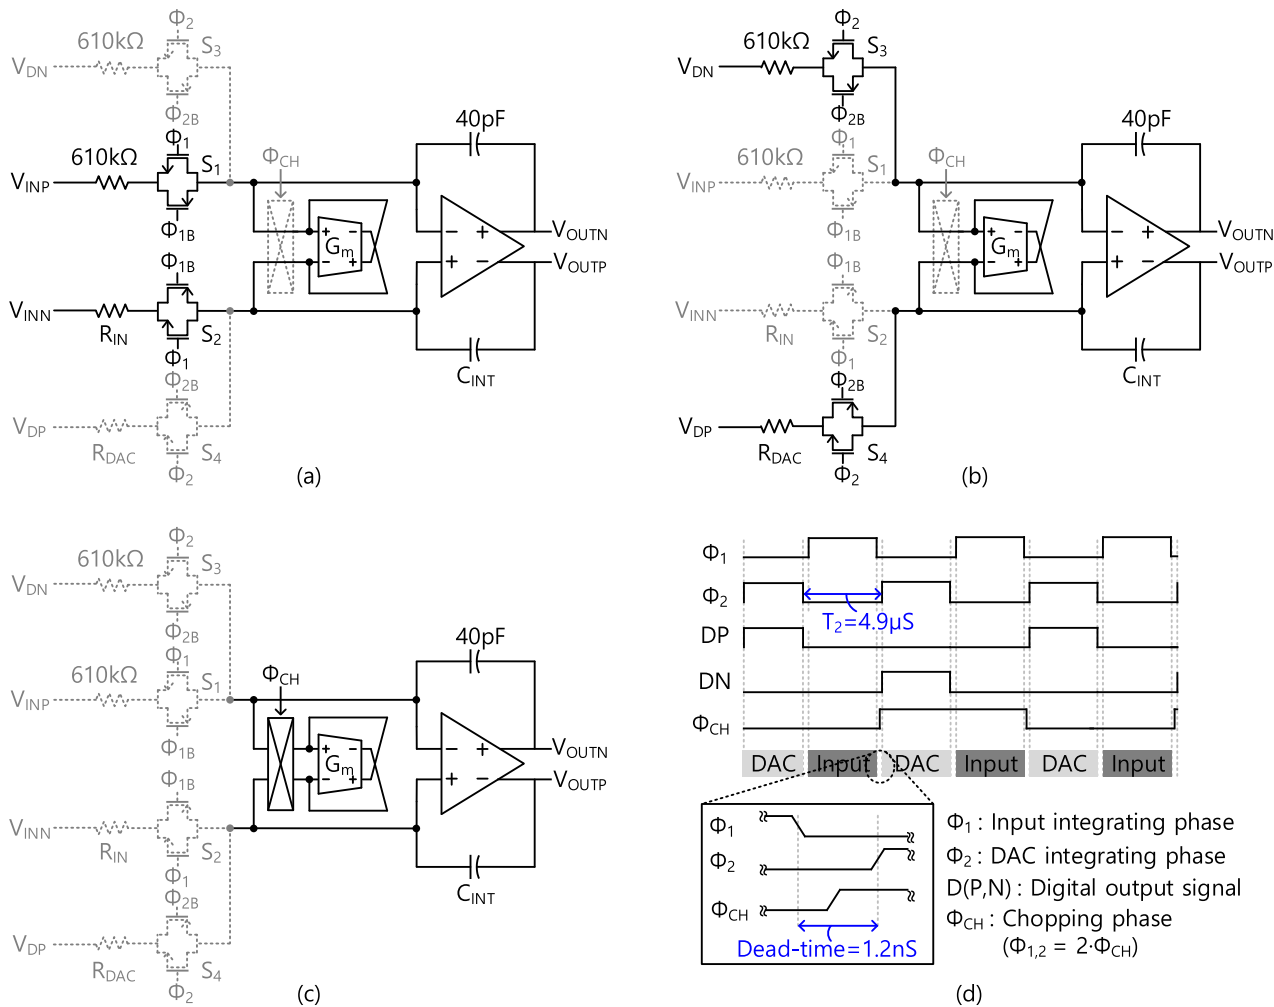 Φ2
610kΩ
S3
VDN
Φ2B
Φ1
610kΩ
S1
ΦCH
VINP
Φ1B
40pF
+ −
Gm
− +
− +
+ −
VOUTN
VOUTP
Φ1B
VINN
RIN
S2
Φ1
CINT
Φ2B
VDP
RDAC
S4
Φ2
(a)
Φ2
610kΩ
S3
VDN
Φ2B
Φ1
610kΩ
S1
ΦCH
VINP
Φ1B
40pF
+ −
Gm
− +
− +
+ −
VOUTN
VOUTP
Φ1B
VINN
RIN
S2
Φ1
CINT
Φ2B
VDP
RDAC
S4
Φ2
(b)
Φ2
610kΩ
S3
VDN
Φ2B
Φ1
610kΩ
S1
ΦCH
VINP
Φ1B
40pF
+ −
Gm
− +
− +
+ −
VOUTN
VOUTP
Φ1B
VINN
RIN
S2
Φ1
CINT
Φ2B
VDP
RDAC
S4
Φ2
(c)
Φ1
Φ2
T2=4.9μS
DP
DN
ΦCH
DAC Input DAC Input DAC Input
Φ1
Φ2
ΦCH
Dead-time=1.2nS
Φ1 : Input integrating phase
Φ2 : DAC integrating phase
D(P,N) : Digital output signal
ΦCH : Chopping phase
(Φ1,2 = 2·ΦCH)
(d)